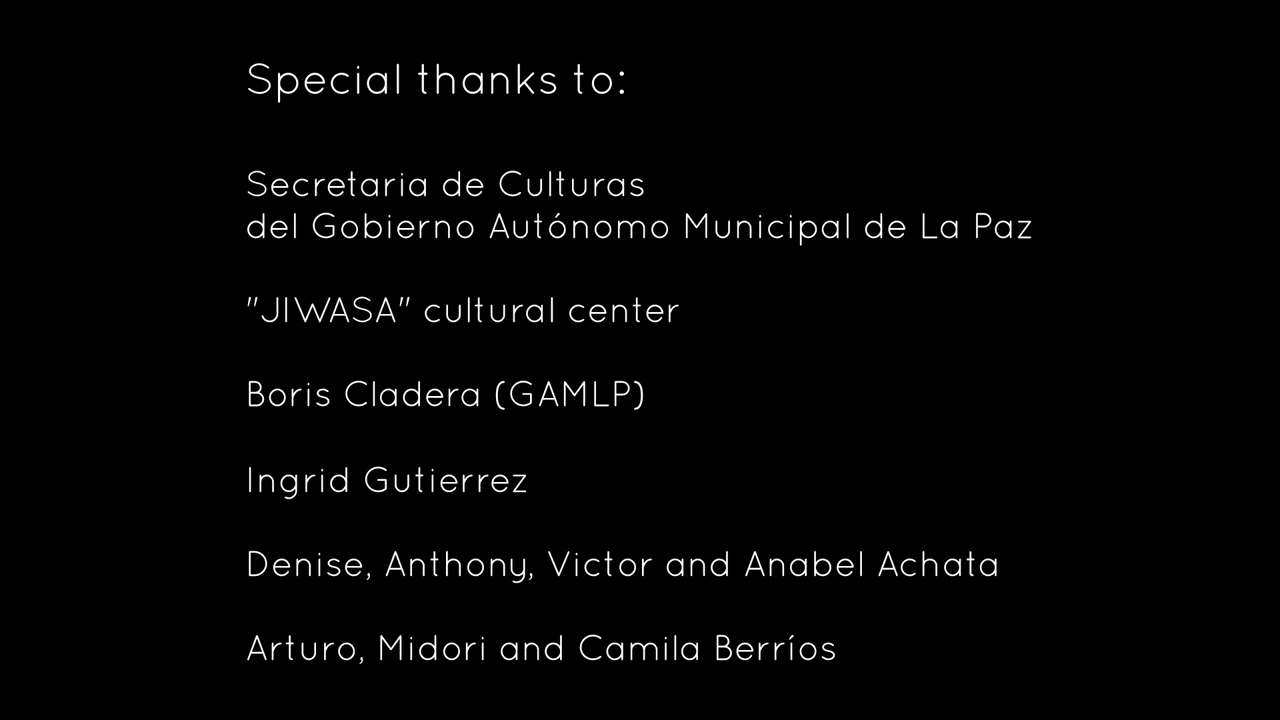 Special thanks to:
Secretaria de Culturas
del Gobierno Autónomo Municipal de La Paz
"JIWASA" cultural center
Boris Cladera (GAMLP)
Ingrid Gutierrez
Denise, Anthony, Victor and Anabel Achata
Arturo, Midori and Camila Berríos